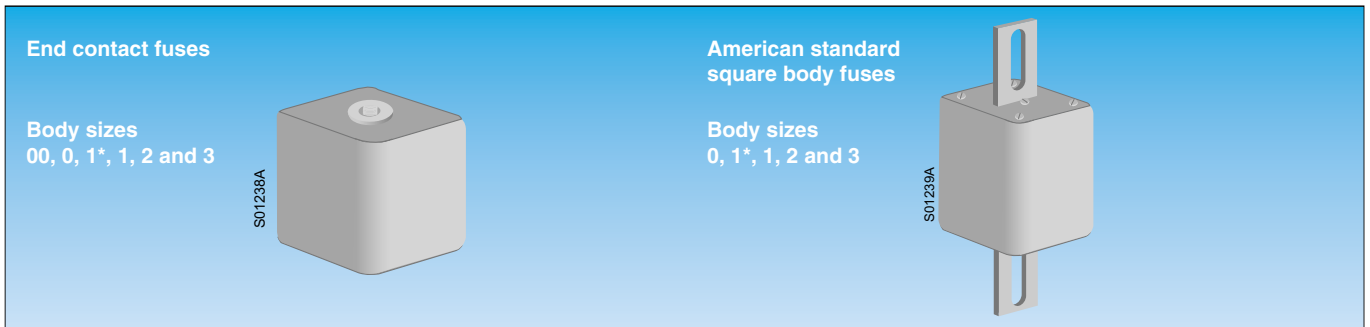 End contact fuses
Body sizes
00, 0, 1*, 1, 2 and 3
S01238A
American standard
square body fuses
Body sizes
0, 1*, 1, 2 and 3
S01239A